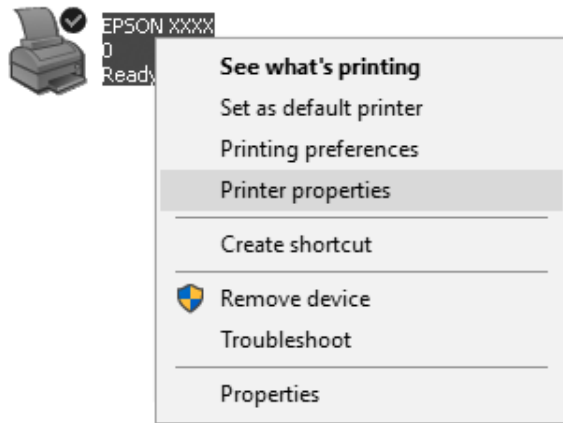 EPSON XXXX
0
Ready
See what's printing
Set as default printer
Printing preferences
Printer properties
Create shortcut
Remove device
Troubleshoot
Properties